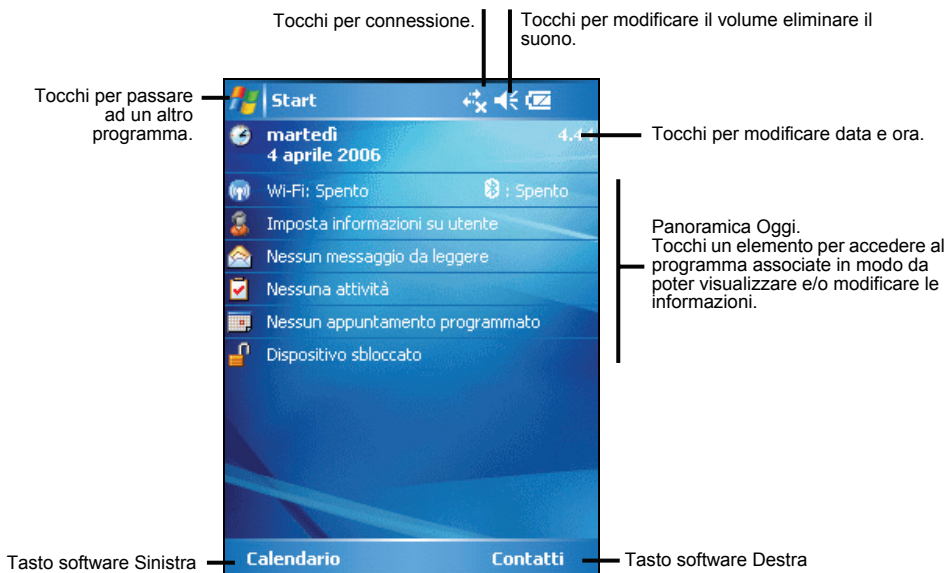 Tocchi per connessione.
Tocchi per modificare il volume eliminare il
suono.
Tocchi per passare
ad un altro
programma.
Start
martedì
4 aprile 2006
Tocchi per modificare data e ora.
Wi-Fi: Spento
: Spento
Imposta informazioni su utente
Nessun messaggio da leggere
Nessuna attività
Nessun appuntamento programmato
Dispositivo sbloccato
Panoramica Oggi.
Tocchi un elemento per accedere al
programma associate in modo da
poter visualizzare e/o modificare le
informazioni.
Tasto software Sinistra
Calendario
Contatti
Tasto software Destra